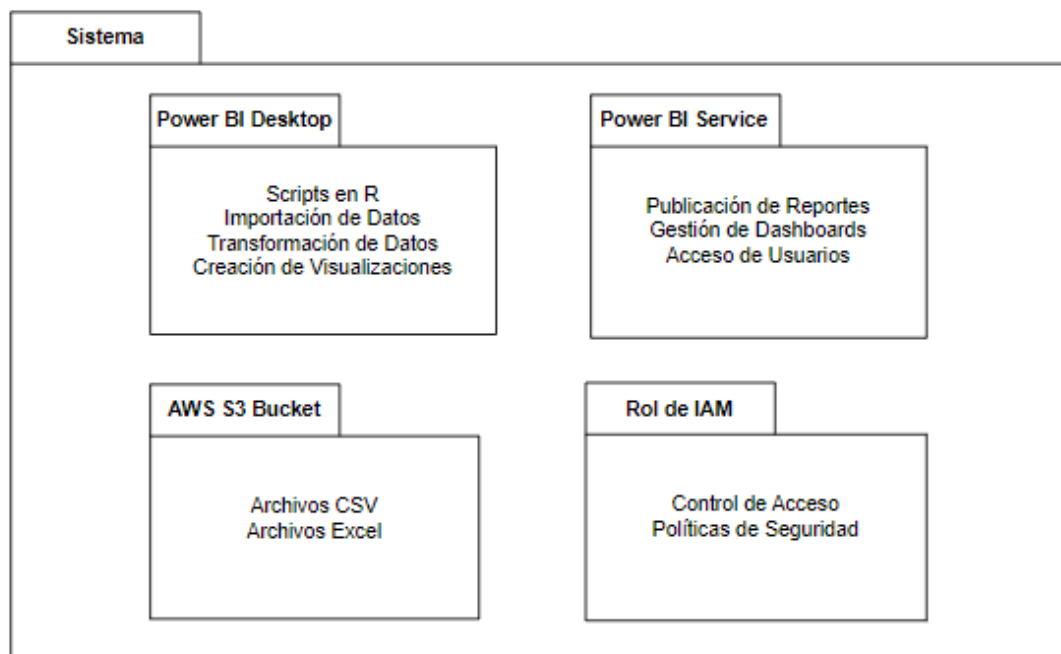 Sistema
Power BI Desktop
Scripts en R
Importación de Datos
Transformación de Datos
Creación de Visualizaciones
Power BI Service
Publicación de Reportes
Gestión de Dashboards
Acceso de Usuarios
AWS S3 Bucket
Archivos CSV
Archivos Excel
Rol de IAM
Control de Acceso
Políticas de Seguridad